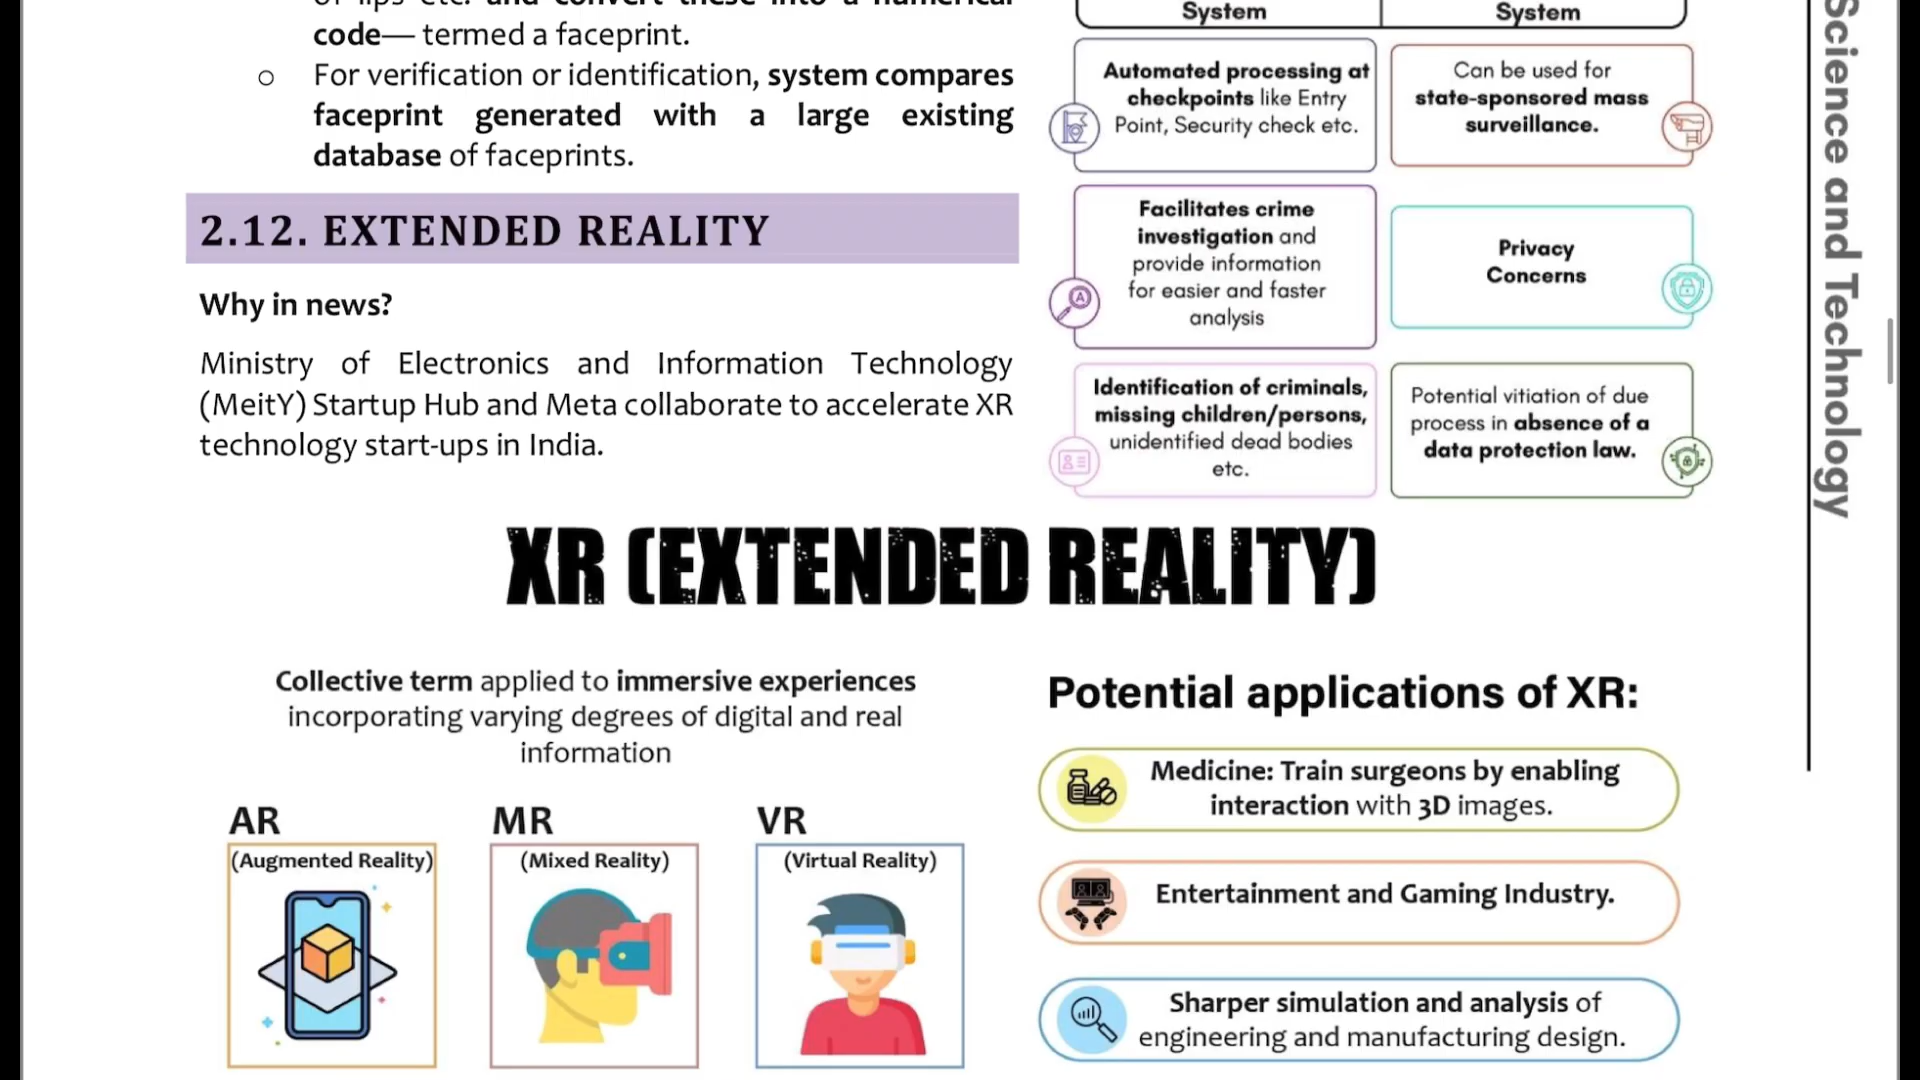 and convert these into a numerical
code— termed a faceprint.
o For verification or identification, system compares
faceprint generated with a large existing
database of faceprints.
2.12. EXTENDED REALITY
Why in news?
Ministry of Electronics and Information Technology
(MeitY) Startup Hub and Meta collaborate to accelerate XR
technology start-ups in India.
System
System
Automated processing at
checkpoints like Entry
Point, Security check etc.
Can be used for
state-sponsored mass
surveillance.
Facilitates crime
investigation and
provide information
for easier and faster
analysis
Privacy
Concerns
Identification of criminals,
missing children/persons,
unidentified dead bodies
etc.
Potential vitiation of due
process in absence of a
data protection law.
Science and Technology
XR (EXTENDED REALITY)
Collective term applied to immersive experiences
incorporating varying degrees of digital and real
information
AR
(Augmented Reality)
MR
(Mixed Reality)
VR
(Virtual Reality)
Potential applications of XR:
Medicine: Train surgeons by enabling
interaction with 3D images.
Entertainment and Gaming Industry.
Sharper simulation and analysis of
engineering and manufacturing design.